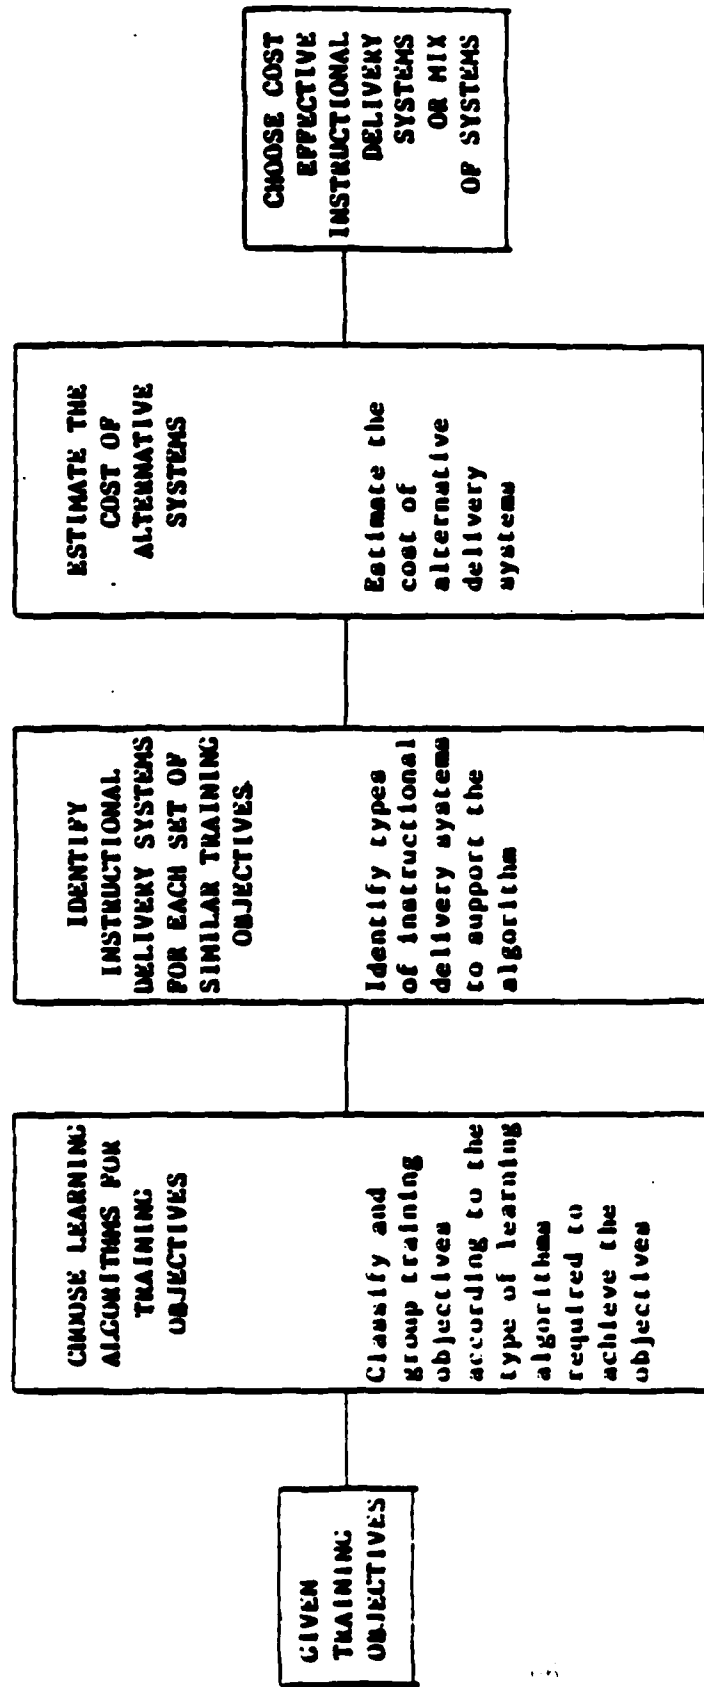 GIVEN
TRAINING
OBJECTIVES
CHOOSE LEARNING
ALGORITHMS FOR
TRAINING
OBJECTIVES
Classify and
group training
objectives
according to the
type of learning
algorithms
required to
achieve the
objectives
IDENTIFY
INSTRUCTIONAL
DELIVERY SYSTEMS
FOR EACH SET OF
SIMILAR TRAINING
OBJECTIVES
Identify types
of instructional
delivery systems
to support the
algorithm
ESTIMATE THE
COST OF
ALTERNATIVE
SYSTEMS
Estimate the
cost of
alternative
delivery
systems
CHOOSE COST
EFFECTIVE
INSTRUCTIONAL
DELIVERY
SYSTEMS
OR MIX
OF SYSTEMS